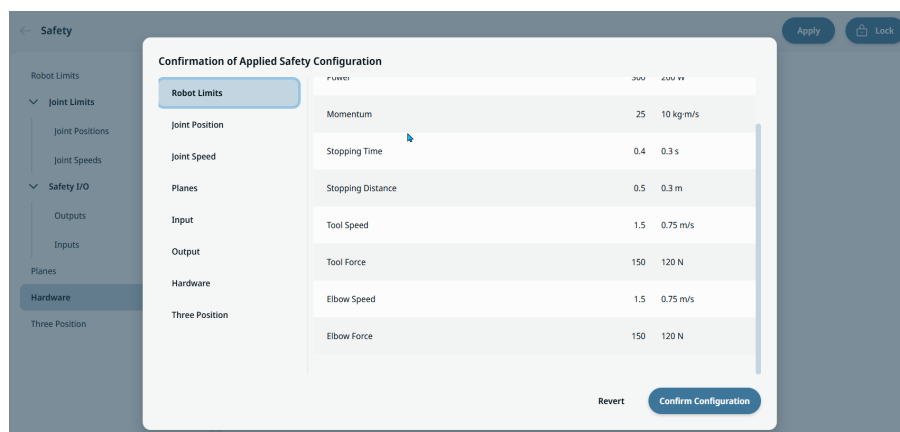 Safety
Apply
Lock
Robot Limits
Joint Limits
Joint Positions
Joint Speeds
Safety I/O
Outputs
Inputs
Planes
Hardware
Three Position
Confirmation of Applied Safety Configuration
Robot Limits
Joint Position
Joint Speed
Planes
Input
Output
Hardware
Three Position
Power 300 200 W
Momentum 25 10 kg·m/s
Stopping Time 0.4 0.3 s
Stopping Distance 0.5 0.3 m
Tool Speed 1.5 0.75 m/s
Tool Force 150 120 N
Elbow Speed 1.5 0.75 m/s
Elbow Force 150 120 N
Revert
Confirm Configuration